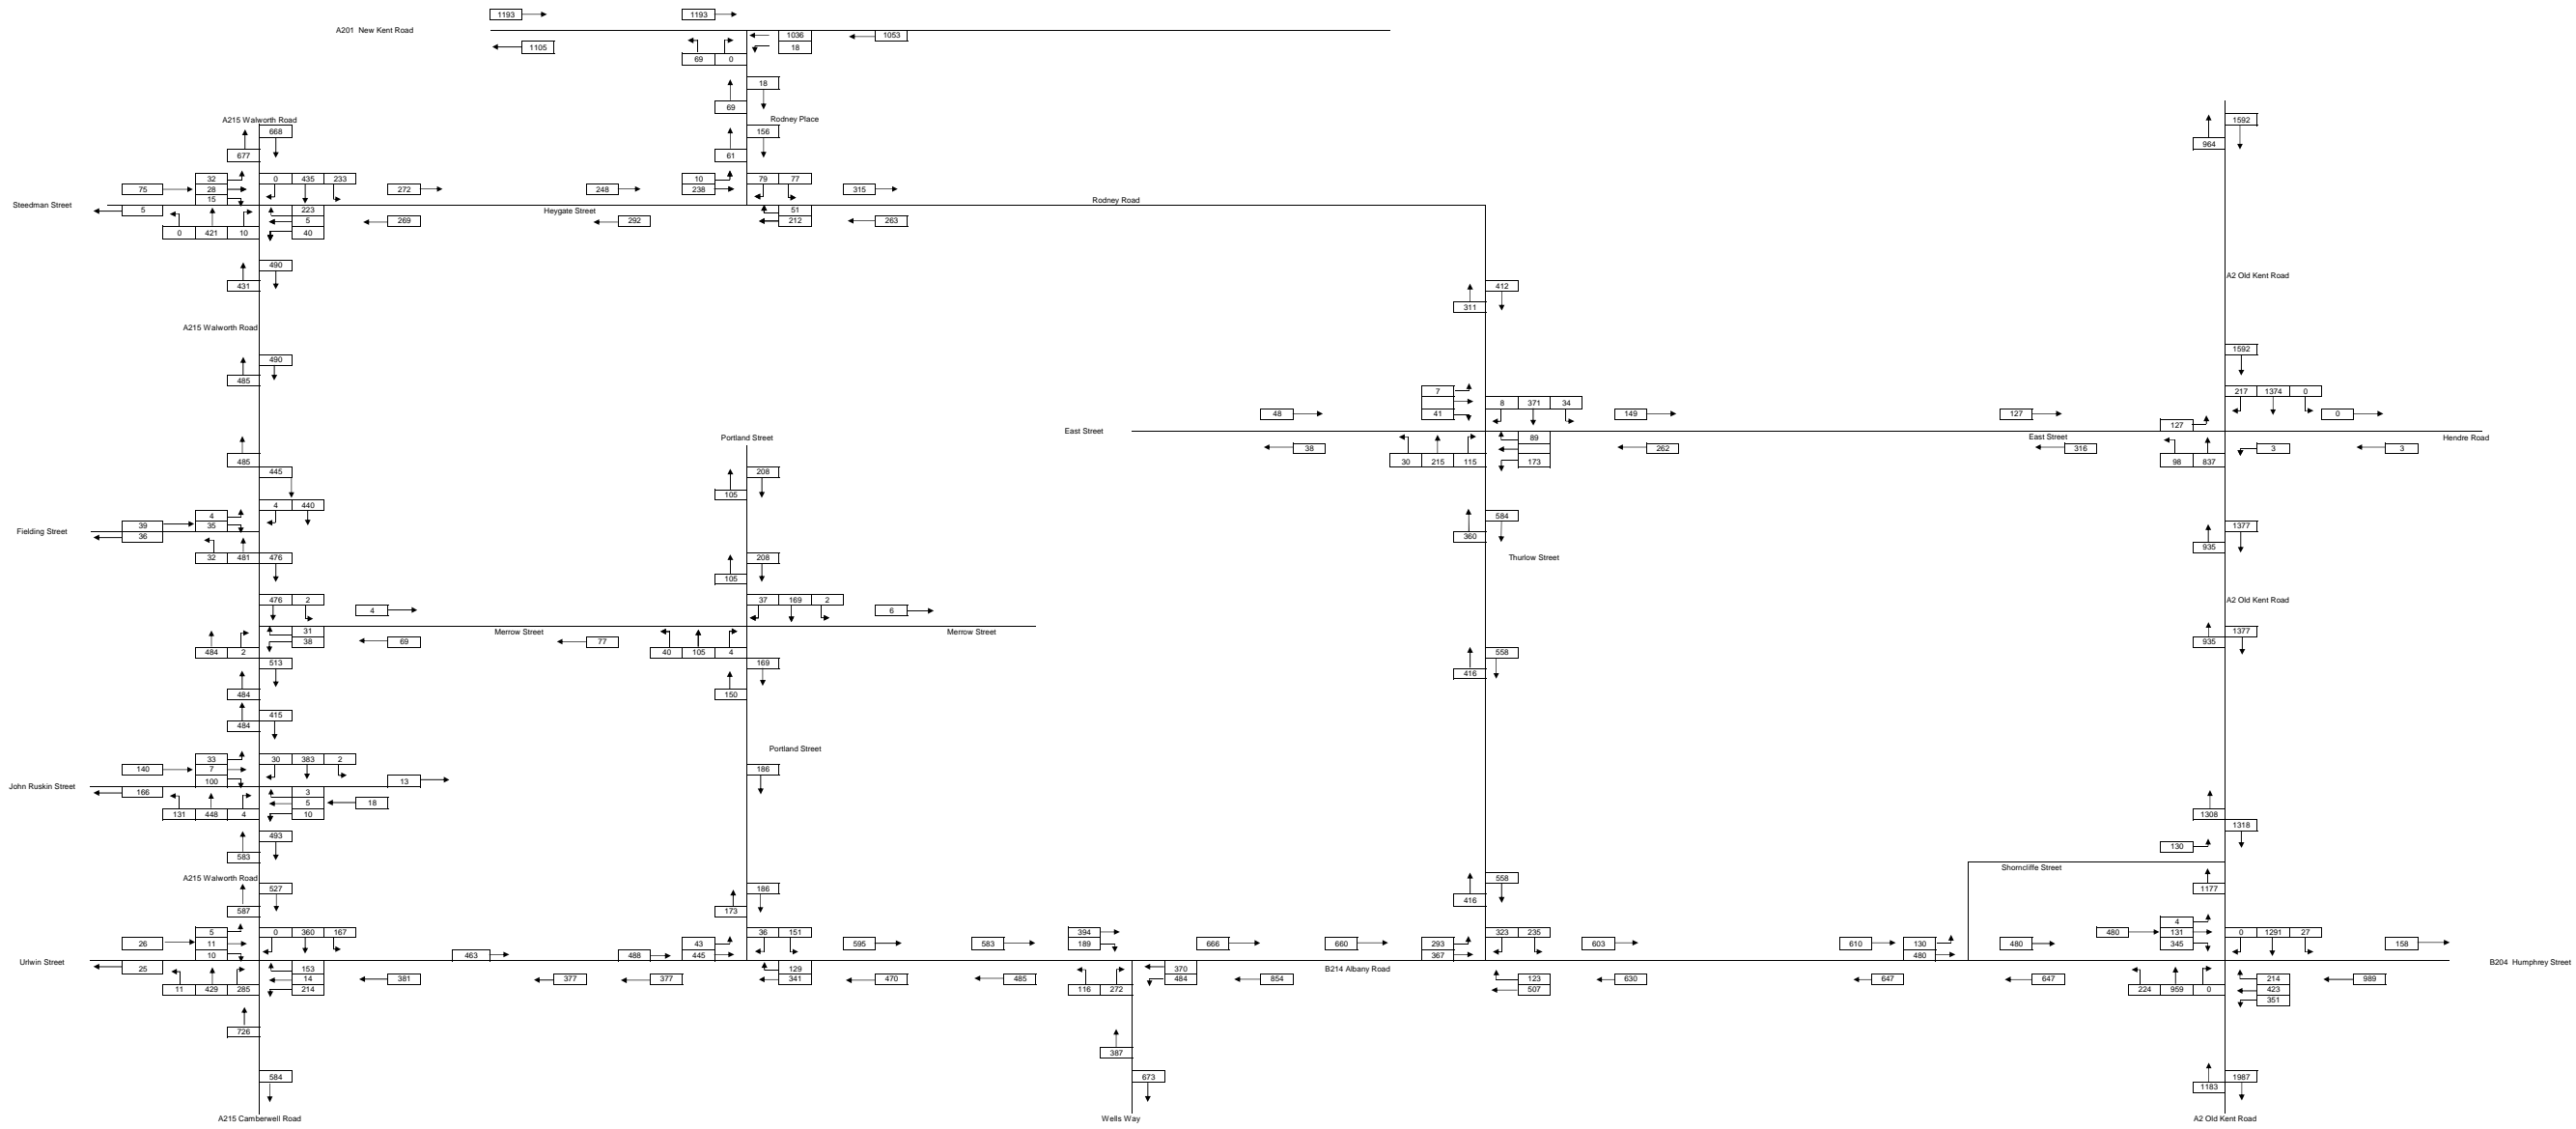 1193 1193
A201 New Kent Road 1036 1053
1105 18
69 0
18
69
A215 Walworth Road Rodney Place 1592
668 156
677 61 964
32 0 435 233 10 79 77
75 28 272 248 238 315
15
Steedman Street 223 Heygate Street 51 Rodney Road
5 5 269 292 212 263
0 421 10 40
490
431
A2 Old Kent Road
412
311
A215 Walworth Road
490 1592
485
7 217 1374 0
8 371 34
48 41 149 127 0
127
East Street 89 East Street Hendre Road
Portland Street
38 262 316 3 3
30 215 115 173 98 837
485
445 208
105
4 440
4
39 35 584 1377
Fielding Street
36 360
32 481 476 208 Thurlow Street 935
105
476 2 37 169 2 A2 Old Kent Road
4 6
31 Merrow Street Merrow Street 1377
38 69 77 935
484 2 40 105 4
513 169 558
484 150 416
415
484
Portland Street
33 30 383 2
140 7 186
100 13
John Ruskin Street 3
166 5 18
131 448 4 10 1308
493 1318
583 130
Shorncliffe Street
A215 Walworth Road
527 186 558 1177
587 173 416
5 0 360 167 43 36 151 394 323 235 4
26 11 463 488 445 595 583 189 666 660 293 603 610 130 480 480 131 0 1291 27 158
10 367 480 345
Urlwin Street 153 129 370 B214 Albany Road 123 214 B204 Humphrey Street
25 14 381 377 377 341 470 485 484 854 507 630 647 647 423 989
11 429 285 214 116 272 224 959 0 351
726
387
584 673 1987
1183
A215 Camberwell Road Wells Way A2 Old Kent Road